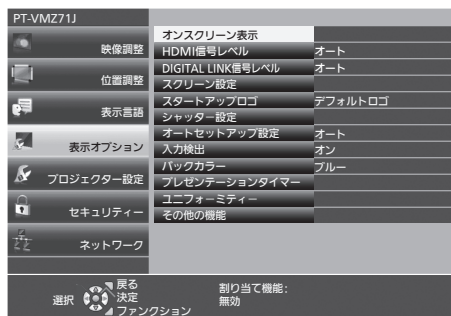 PT-VMZ71J
映像調整
位置調整
表示言語
表示オプション
プロジェクター設定
セキュリティー
ネットワーク
オンスクリーン表示
HDMI信号レベル オート
DIGITAL LINK信号レベル オート
スクリーン設定
スタートアップロゴ デフォルトロゴ
シャッター設定
オートセットアップ設定 オート
入力検出 オン
バックカラー ブルー
プレゼンテーションタイマー
ユニフォーミティー
その他の機能
選択
戻る
決定
ファンクション
割り当て機能:
無効